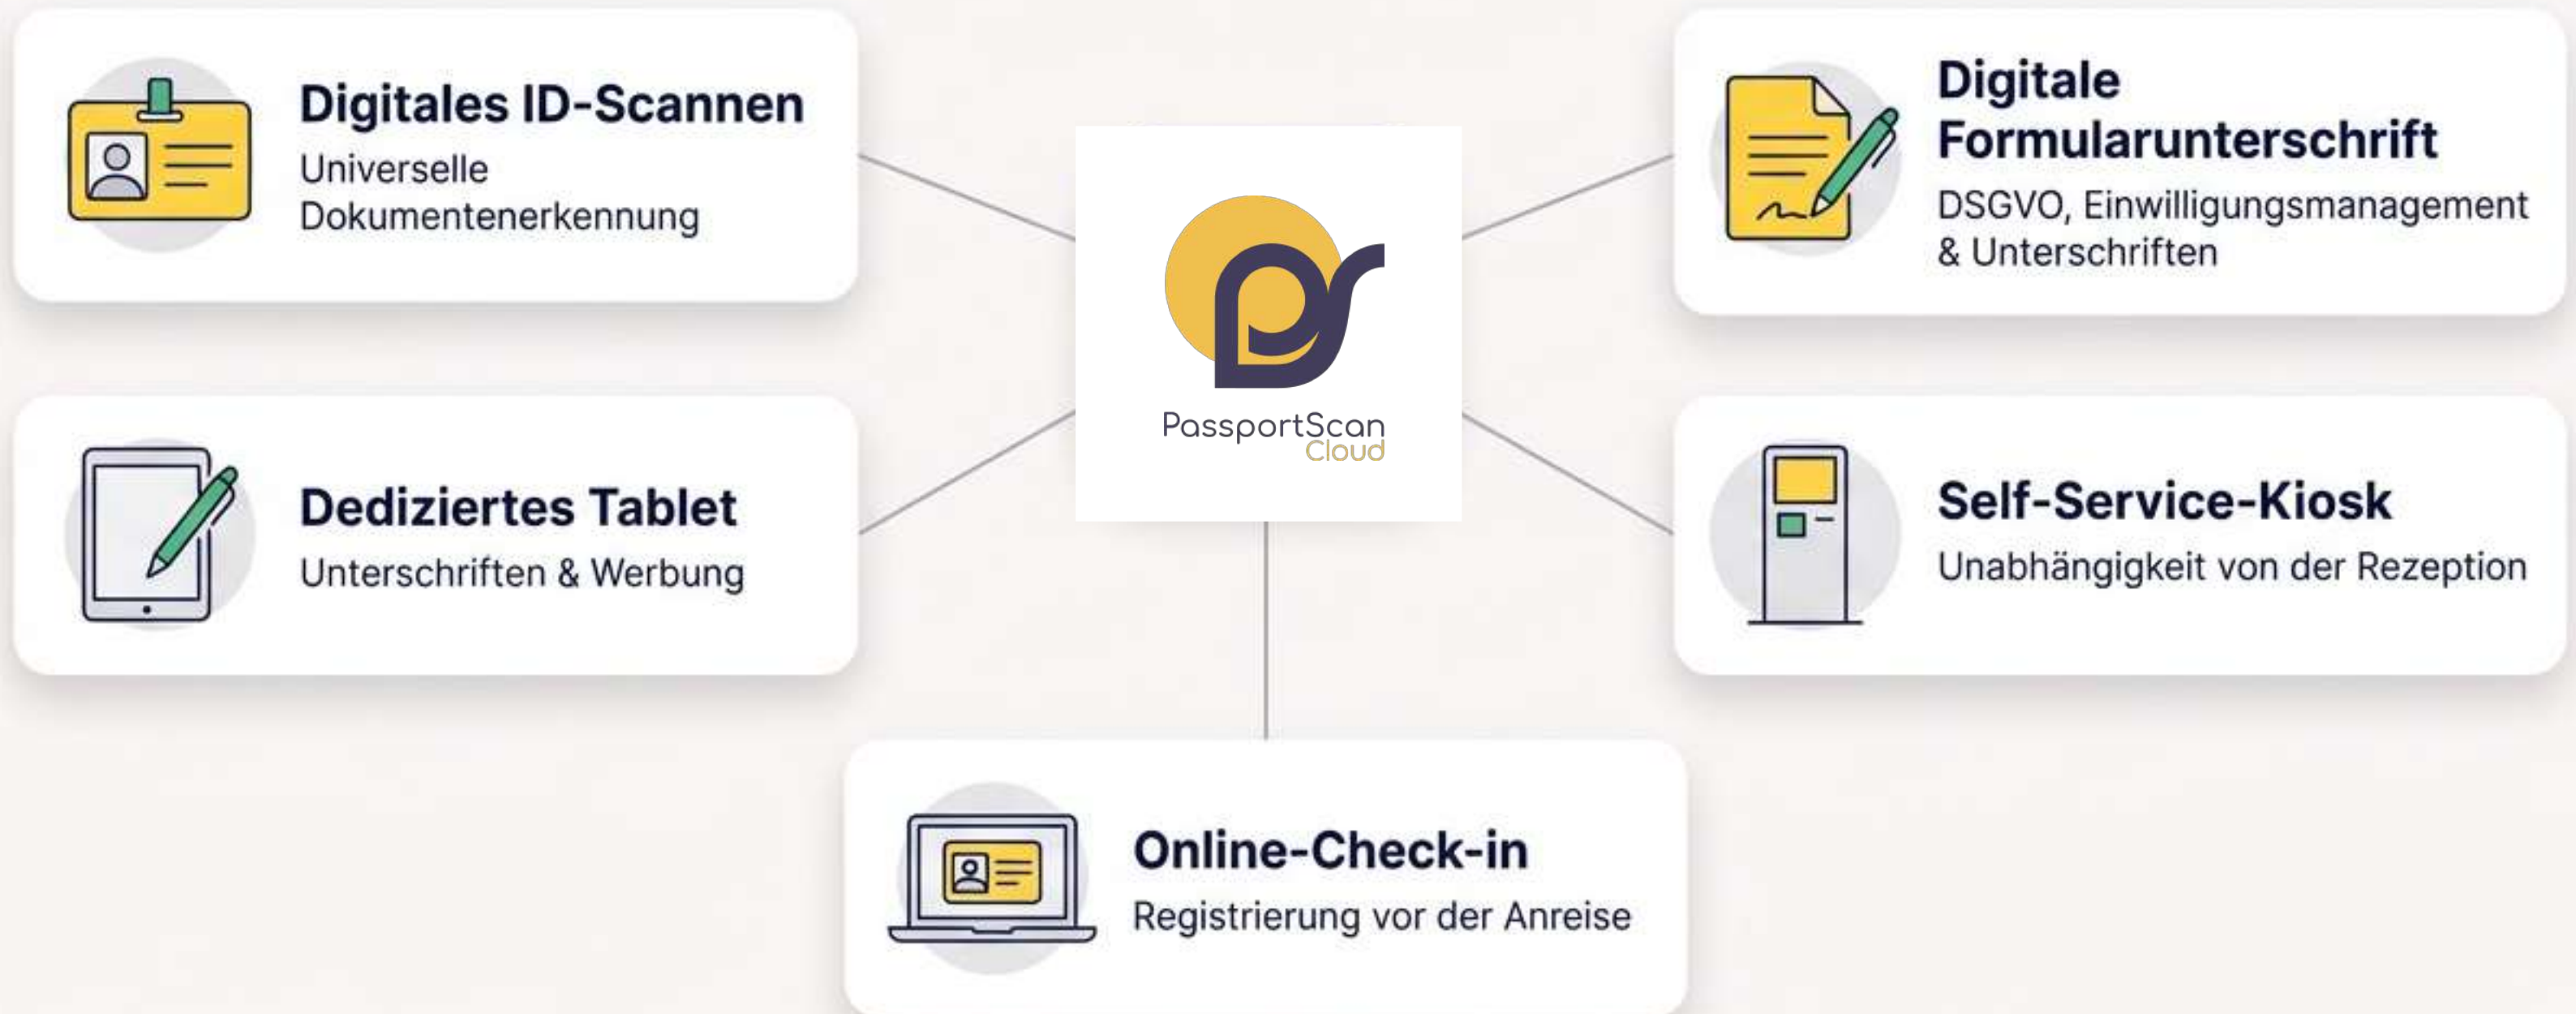 Digitales ID-Scannen
Universelle
Dokumentenerkennung
Dediziertes Tablet
Unterschriften & Werbung
PassportScan
Cloud
Digitale
Formularunterschrift
DSGVO, Einwilligungsmanagement
& Unterschriften
Self-Service-Kiosk
Unabhängigkeit von der Rezeption
Online-Check-in
Registrierung vor der Anreise